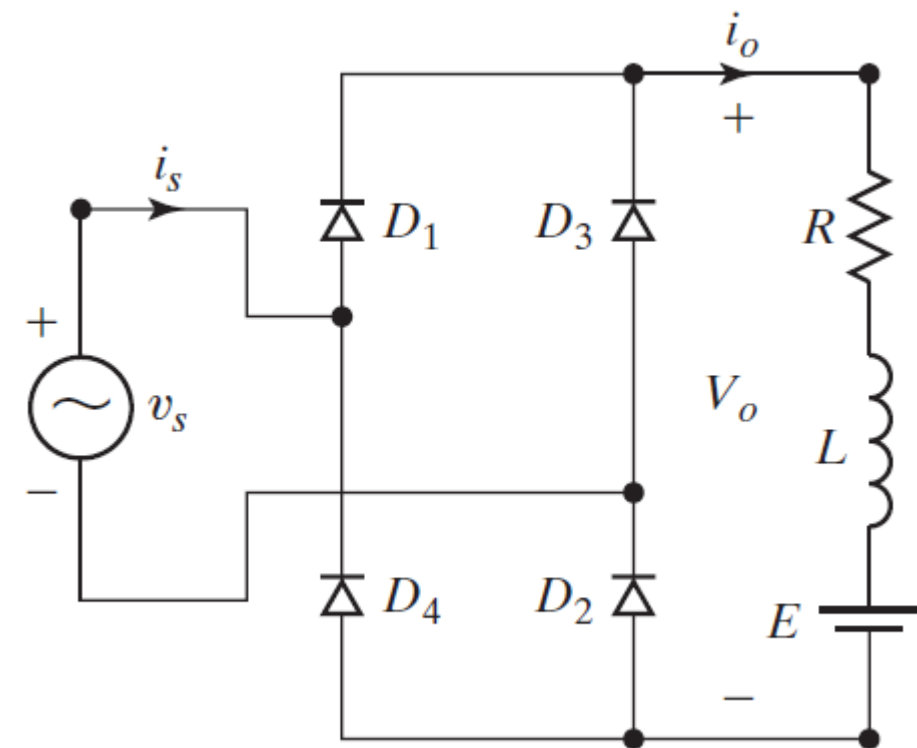 i_o
+
i_s
D_1
D_3
R
+
v_s
V_o
L
−
D_4
D_2
E
−